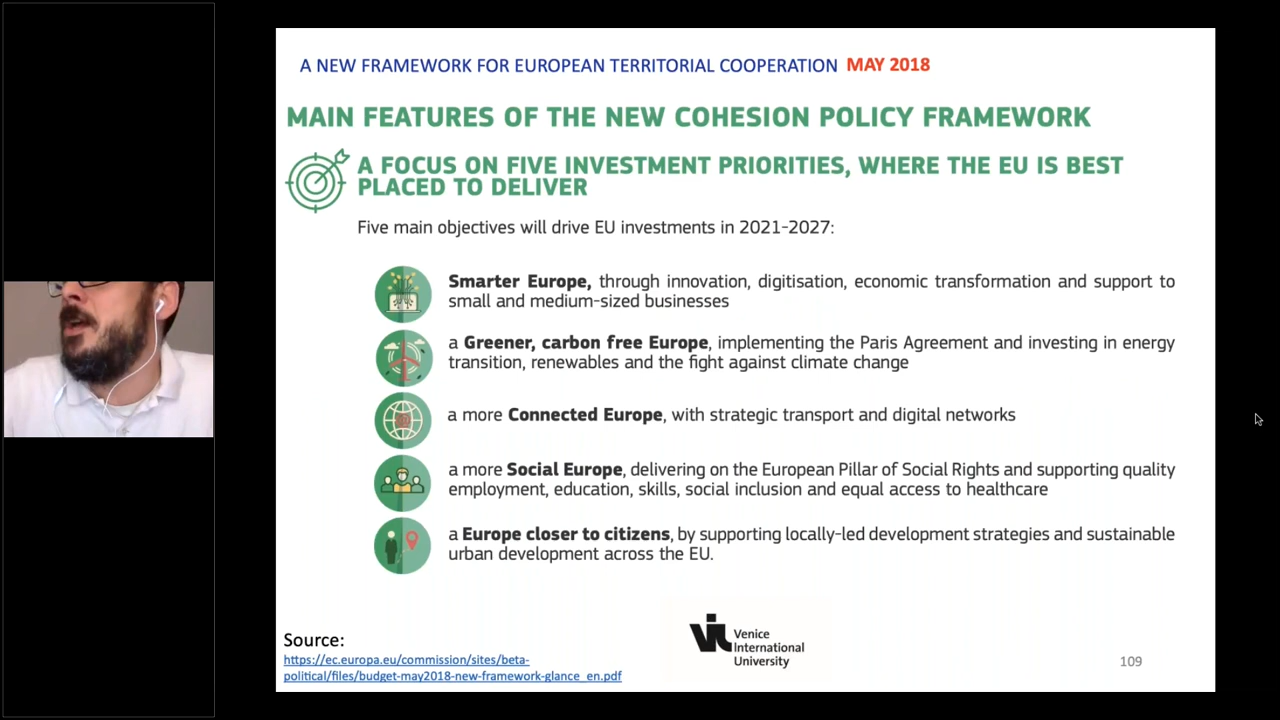 A NEW FRAMEWORK FOR EUROPEAN TERRITORIAL COOPERATION MAY 2018
MAIN FEATURES OF THE NEW COHESION POLICY FRAMEWORK
A FOCUS ON FIVE INVESTMENT PRIORITIES, WHERE THE EU IS BEST
PLACED TO DELIVER
Five main objectives will drive EU investments in 2021-2027:
Smarter Europe, through innovation, digitisation, economic transformation and support to
small and medium-sized businesses
a Greener, carbon free Europe, implementing the Paris Agreement and investing in energy
transition, renewables and the fight against climate change
a more Connected Europe, with strategic transport and digital networks
a more Social Europe, delivering on the European Pillar of Social Rights and supporting quality
employment, education, skills, social inclusion and equal access to healthcare
a Europe closer to citizens, by supporting locally-led development strategies and sustainable
urban development across the EU.
Source:
https://ec.europa.eu/commission/sites/beta-
political/files/budget-may2018-new-framework-glance_en.pdf
Venice
International
University
109